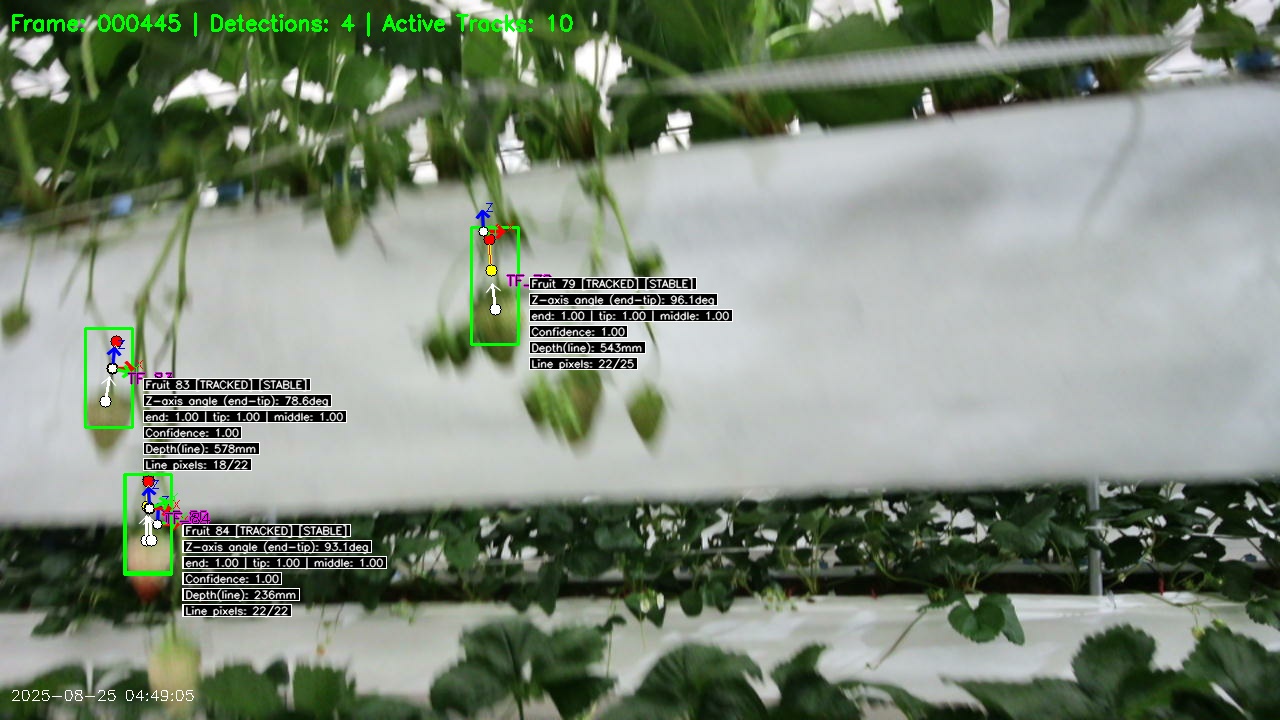 Frame: 000445 | Detections: 4 | Active Tracks: 10
Z
Fruit 79 [TRACKED] [STABLE]
Z-axis angle (end-tip): 96.1deg
end: 1.00 | tip: 1.00 | middle: 1.00
Confidence: 1.00
Depth(line): 543mm
Line pixels: 22/25
Fruit 83 [TRACKED] [STABLE]
Z-axis angle (end-tip): 78.6deg
end: 1.00 | tip: 1.00 | middle: 1.00
Confidence: 1.00
Depth(line): 578mm
Line pixels: 18/22
Fruit 84 [TRACKED] [STABLE]
Z-axis angle (end-tip): 93.1deg
end: 1.00 | tip: 1.00 | middle: 1.00
Confidence: 1.00
Depth(line): 236mm
Line pixels: 22/22
2025-08-25 04:49:05